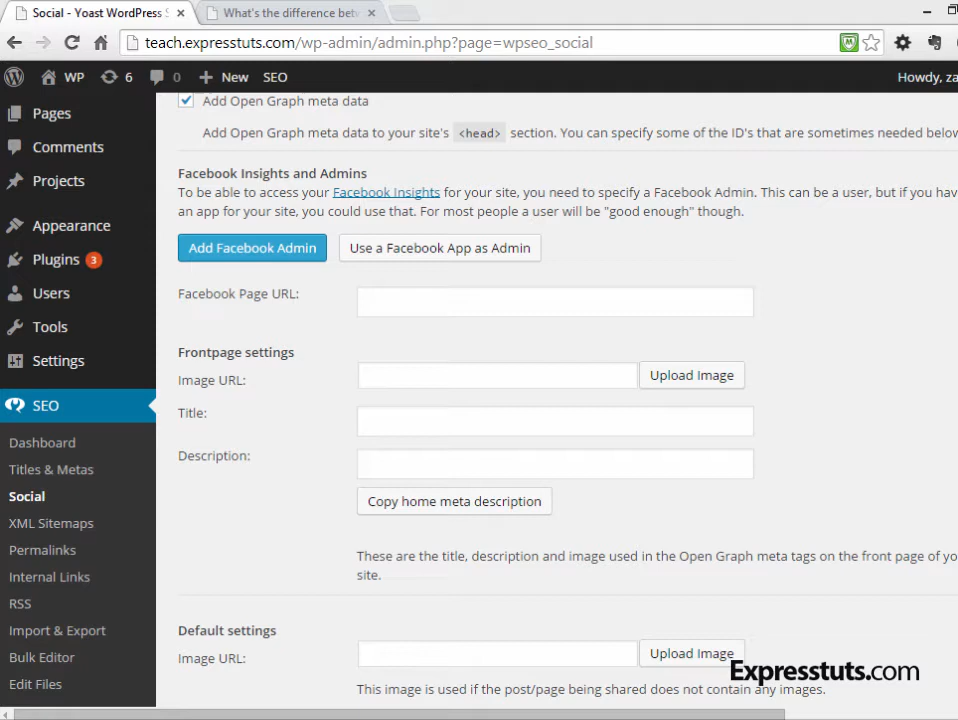 Social - Yoast WordPress S
What's the difference bet
teach.expresstuts.com/wp-admin/admin.php?page=wpseo_social
WP 6 0 New SEO Howdy, za
Pages
Comments
Projects
Appearance
Plugins 3
Users
Tools
Settings
SEO
Dashboard
Titles & Metas
Social
XML Sitemaps
Permalinks
Internal Links
RSS
Import & Export
Bulk Editor
Edit Files
Add Open Graph meta data
Add Open Graph meta data to your site's <head> section. You can specify some of the ID's that are sometimes needed below
Facebook Insights and Admins
To be able to access your Facebook Insights for your site, you need to specify a Facebook Admin. This can be a user, but if you have
an app for your site, you could use that. For most people a user will be "good enough" though.
Add Facebook Admin Use a Facebook App as Admin
Facebook Page URL:
Frontpage settings
Image URL: Upload Image
Title:
Description:
Copy home meta description
These are the title, description and image used in the Open Graph meta tags on the front page of yo
site.
Default settings
Image URL: Upload Image
This image is used if the post/page being shared does not contain any images.
Expresstuts.com